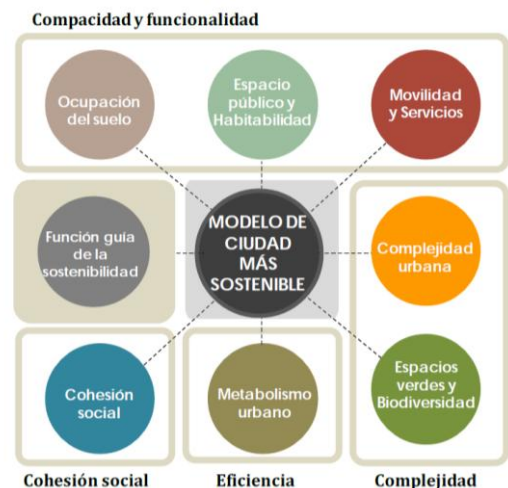 Compacidad y funcionalidad
Ocupación
del suelo
Espacio
público y
Habitabilidad
Movilidad
y Servicios
Función guía
de la
sostenibilidad
MODELO DE
CIUDAD
MÁS
SOSTENIBLE
Complejidad
urbana
Cohesión
social
Metabolismo
urbano
Espacios
verdes y
Biodiversidad
Cohesión social
Eficiencia
Complejidad